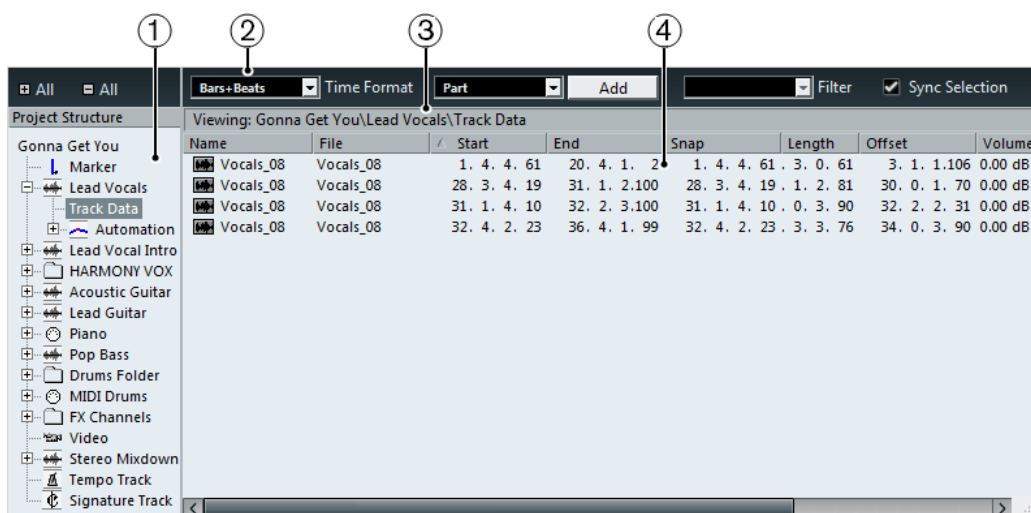 1 2 3 4
All All Bars+Beats Time Format Part Add Filter Sync Selection
Project Structure
Viewing: Gonna Get You\Lead Vocals\Track Data
Name File Start End Snap Length Offset Volume
Vocals_08 Vocals_08 1. 4. 4. 61 20. 4. 1. 2 1. 4. 4. 61 . 3. 0. 61 3. 1. 1.106 0.00 dB
Vocals_08 Vocals_08 28. 3. 4. 19 31. 1. 2.100 28. 3. 4. 19 . 1. 2. 81 30. 0. 1. 70 0.00 dB
Vocals_08 Vocals_08 31. 1. 4. 10 32. 2. 3.100 31. 1. 4. 10 . 0. 3. 90 32. 2. 2. 31 0.00 dB
Vocals_08 Vocals_08 32. 4. 2. 23 36. 4. 1. 99 32. 4. 2. 23 . 3. 3. 76 34. 0. 3. 90 0.00 dB
Gonna Get You
Marker
Lead Vocals
Track Data
Automation
Lead Vocal Intro
HARMONY VOX
Acoustic Guitar
Lead Guitar
Piano
Pop Bass
Drums Folder
MIDI Drums
FX Channels
Video
Stereo Mixdown
Tempo Track
Signature Track